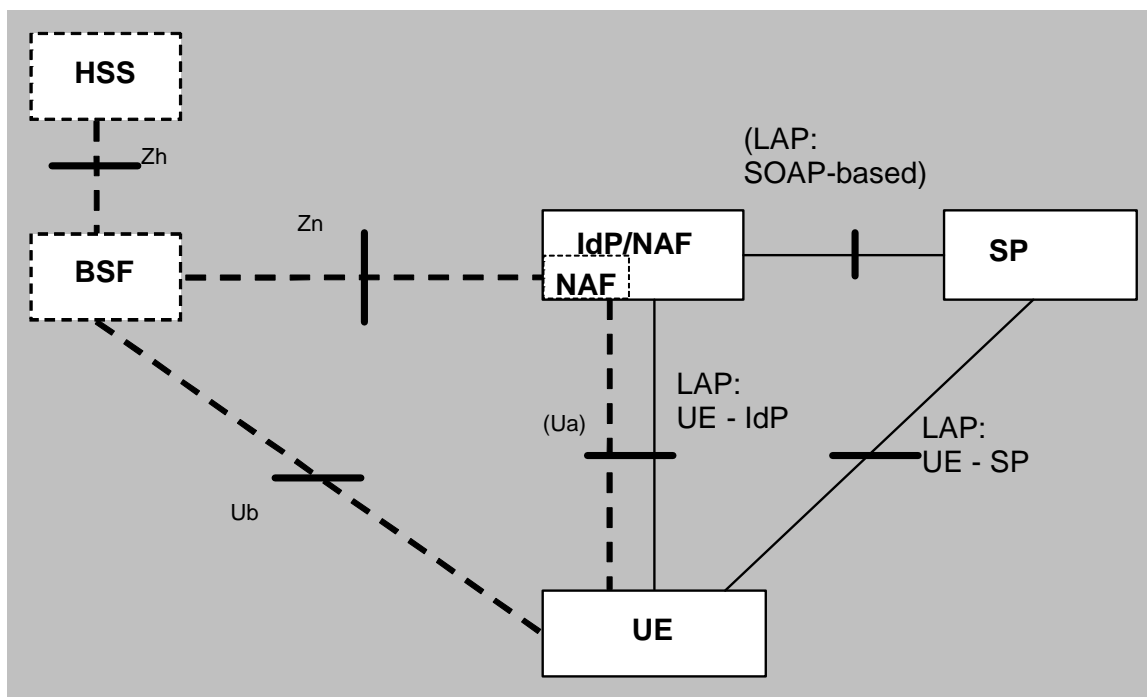 HSS
Zh
(LAP:
SOAP-based)
Zn
BSF
IdP/NAF
NAF
SP
LAP:
UE - IdP
(Ua)
LAP:
UE - SP
Ub
UE